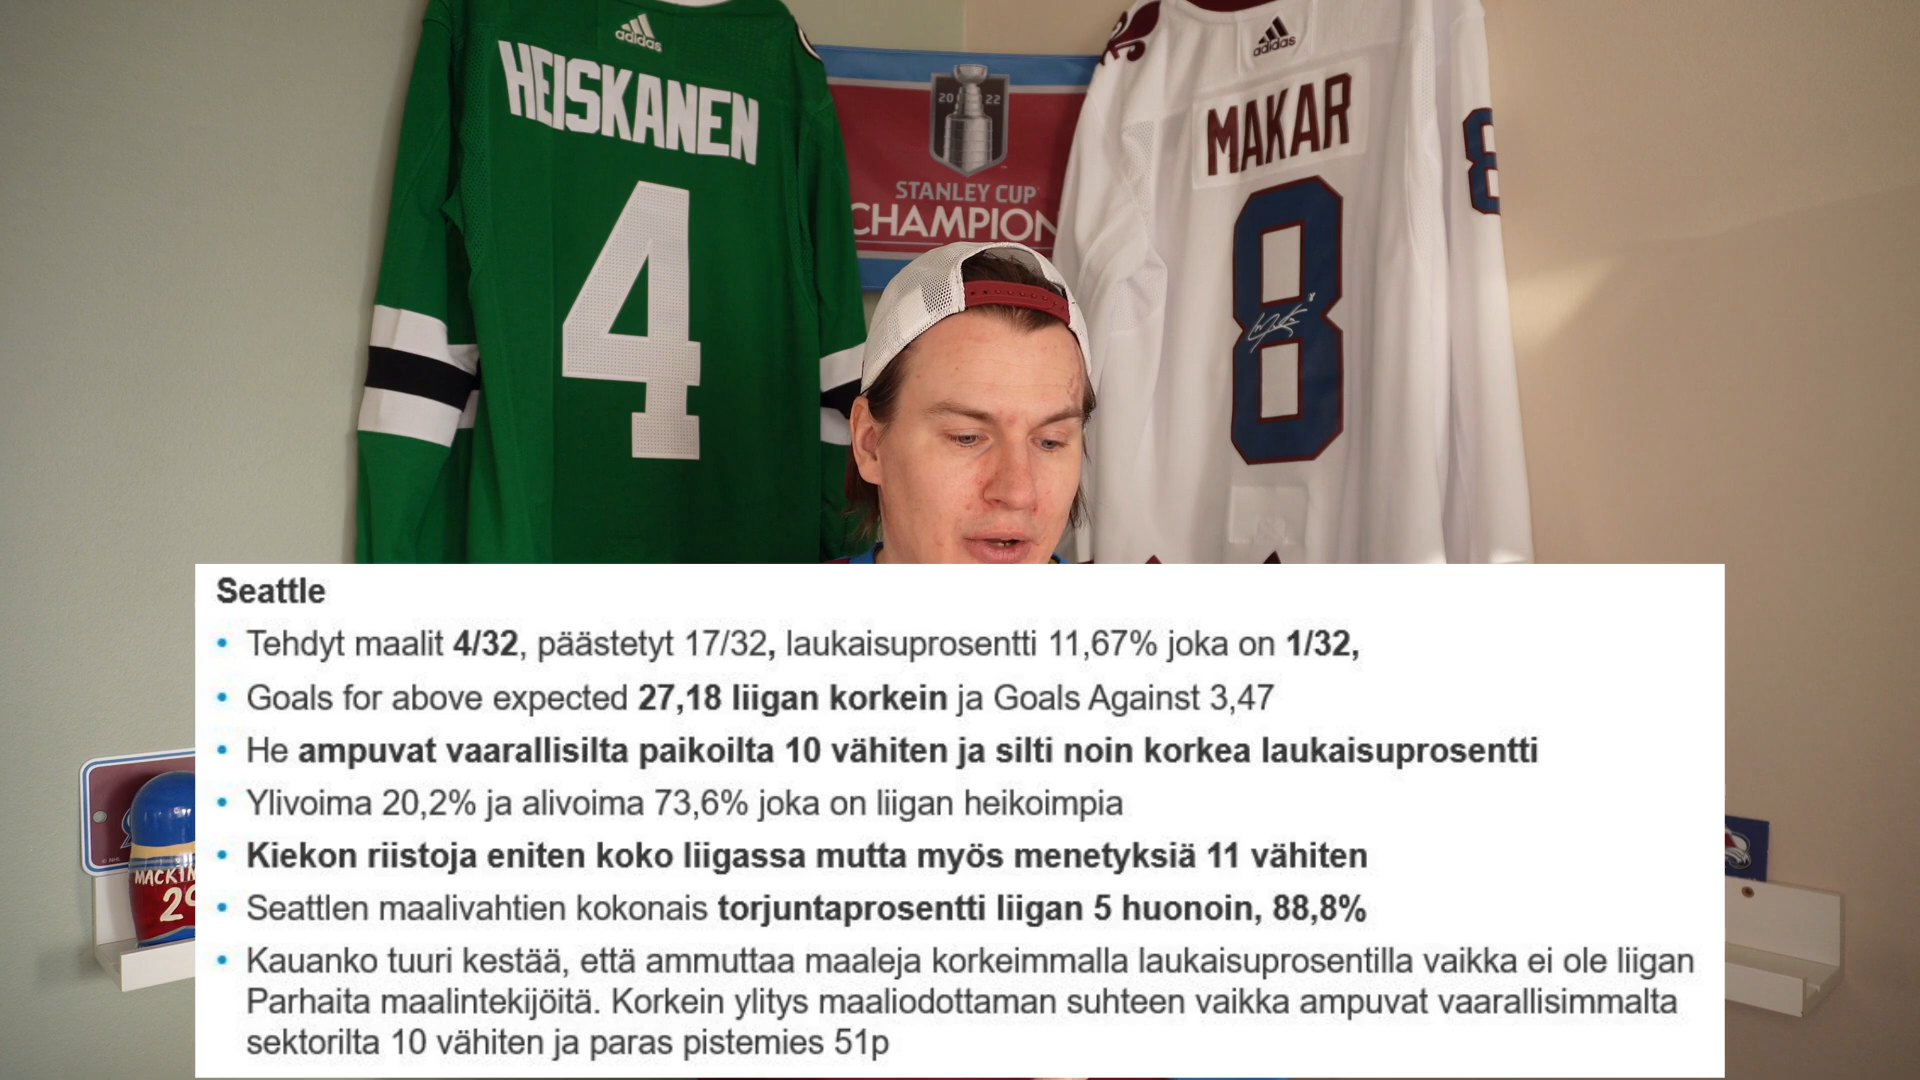 adidas
HEISKANEN
4
20 22
STANLEY CUP
CHAMPION
adidas
MAKAR
8
8
Seattle
• Tehdyt maalit 4/32, päästetyt 17/32, laukaisuprosentti 11,67% joka on 1/32,
• Goals for above expected 27,18 liigan korkein ja Goals Against 3,47
• He ampuvat vaarallisilta paikoilta 10 vähiten ja silti noin korkea laukaisuprosentti
• Ylivoima 20,2% ja alivoima 73,6% joka on liigan heikoimpia
• Kiekon riistoja eniten koko liigassa mutta myös menetyksiä 11 vähiten
• Seattlen maalivahtien kokonais torjuntaprosentti liigan 5 huonoin, 88,8%
• Kauanko tuuri kestää, että ammuttaa maaleja korkeimmalla laukaisuprosentilla vaikka ei ole liigan
Parhaita maalintekijöitä. Korkein ylitys maaliodottaman suhteen vaikka ampuvat vaarallisimmalta
sektorilta 10 vähiten ja paras pistemies 51p
MACKIN
29